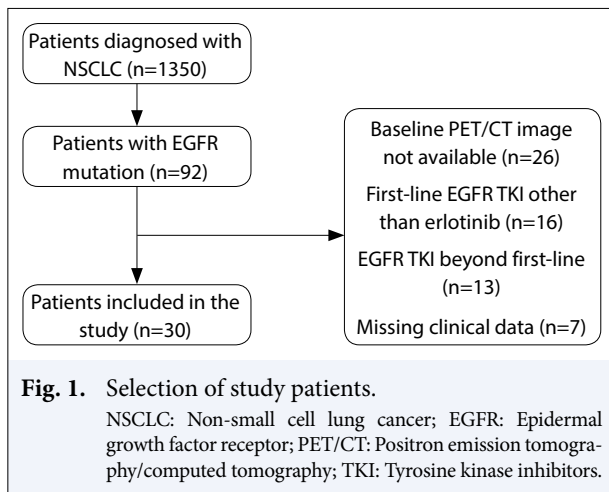 Patients diagnosed with
NSCLC (n=1350)
Patients with EGFR
mutation (n=92)
Baseline PET/CT image
not available (n=26)
First-line EGFR TKI other
than erlotinib (n=16)
EGFR TKI beyond first-line
(n=13)
Missing clinical data (n=7)
Patients included in the
study (n=30)
Fig. 1. Selection of study patients.
NSCLC: Non-small cell lung cancer; EGFR: Epidermal
growth factor receptor; PET/CT: Positron emission tomogra-
phy/computed tomography; TKI: Tyrosine kinase inhibitors.